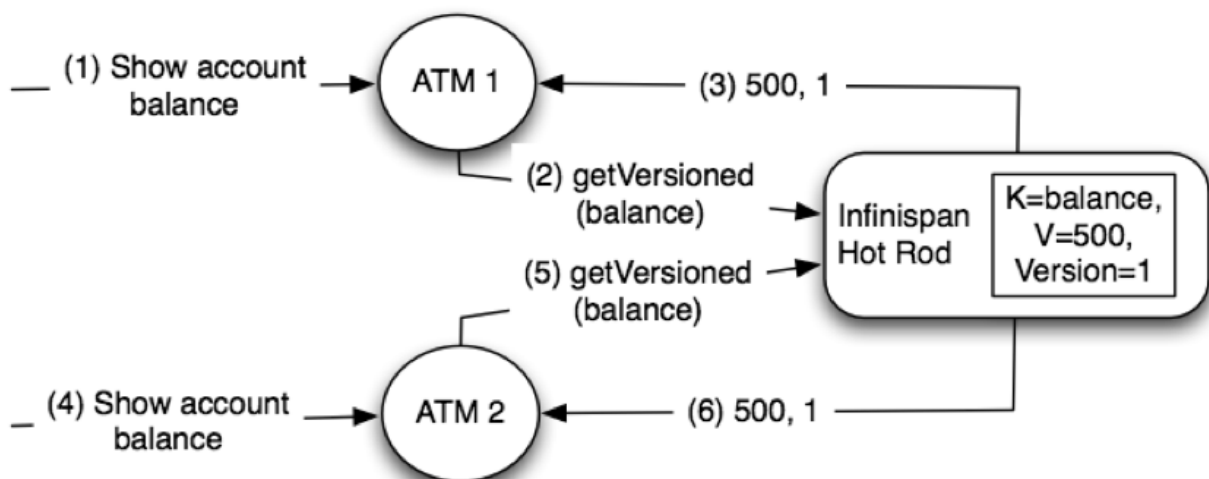 (1) Show account
balance
ATM 1
(3) 500, 1
(2) getVersioned
(balance)
Infinispan
Hot Rod
K=balance,
V=500,
Version=1
(5) getVersioned
(balance)
(4) Show account
balance
ATM 2
(6) 500, 1